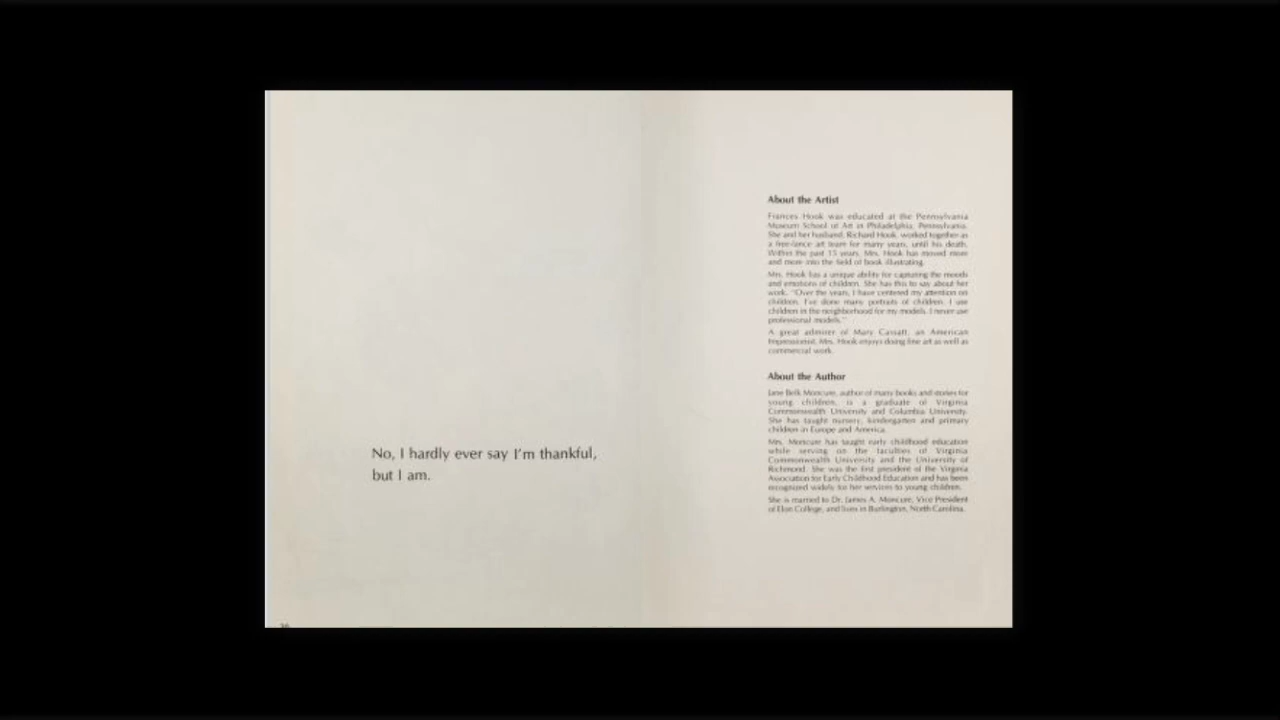 No, I hardly ever say I'm thankful,
but I am.
About the Artist
Frances Hook was educated at the Pennsylvania
Museum School of Art in Philadelphia, Pennsylvania.
She and her husband, Richard Hook, worked together as
a free-lance art team for many years, until his death.
Within the past 15 years, Mrs. Hook has moved more
and more into the field of book illustrating.
Mrs. Hook has a unique ability for capturing the moods
and emotions of children. She has this to say about her
work. "Over the years, I have centered my attention on
children. I've done many portraits of children. I use
children in the neighborhood for my models. I never use
professional models."
A great admirer of Mary Cassatt, an American
Impressionist, Mrs. Hook enjoys doing fine art as well as
commercial work.
About the Author
Jane Belk Moncure, author of many books and stories for
young children, is a graduate of Virginia
Commonwealth University and Columbia University.
She has taught nursery, kindergarten and primary
children in Europe and America.
Mrs. Moncure has taught early childhood education
while serving on the faculties of Virginia
Commonwealth University and the University of
Richmond. She was the first president of the Virginia
Association for Early Childhood Education and has been
recognized widely for her services to young children.
She is married to Dr. James A. Moncure, Vice President
of Elon College, and lives in Burlington, North Carolina.